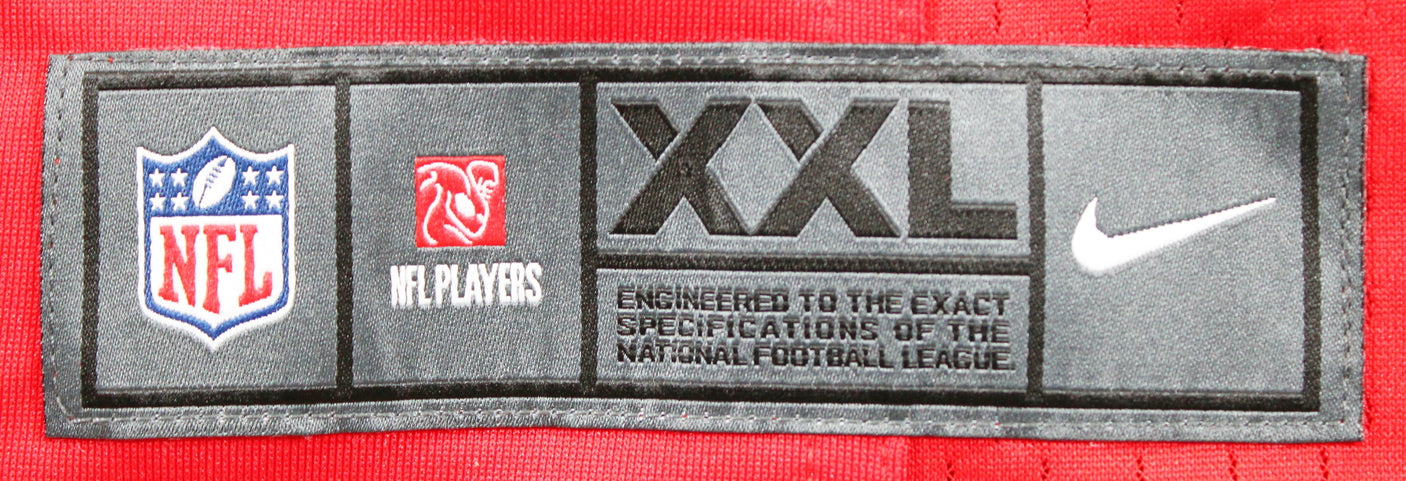 NFL
NFL PLAYERS
XXL
ENGINEERED TO THE EXACT
SPECIFICATIONS OF THE
NATIONAL FOOTBALL LEAGUE.